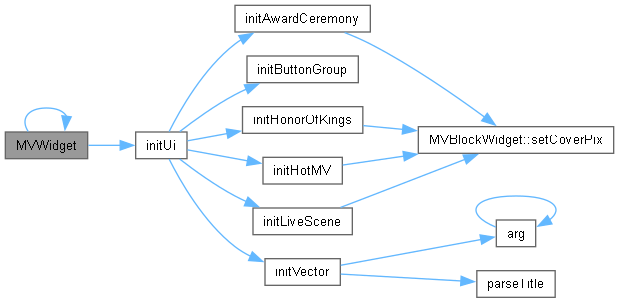 initAwardCeremony
initButtonGroup
initHonorOfKings
MVBlockWidget::setCoverPix
MVWidget
initUi
initHotMV
initLiveScene
arg
initVector
parseTitle